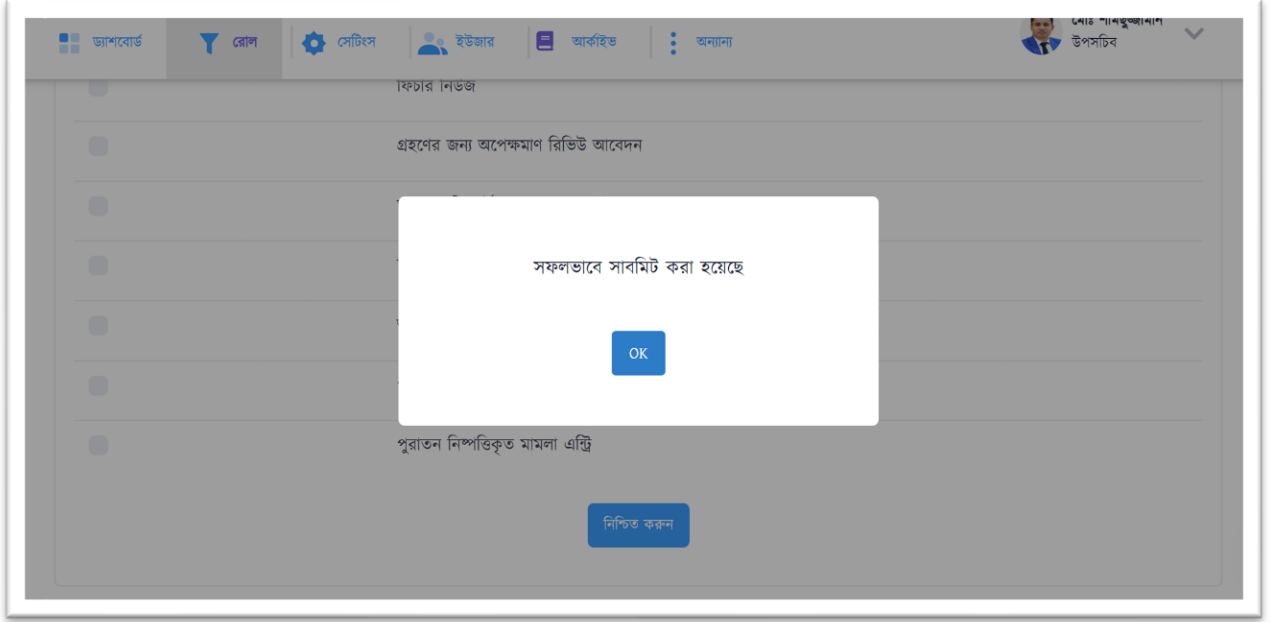 মোঃ শামছুজ্জামান
ড্যাশবোর্ড রোল সেটিংস ইউজার আর্কাইভ অন্যান্য উপসচিব
ফিচার নিউজ
গ্রহণের জন্য অপেক্ষমাণ রিভিউ আবেদন
সফলভাবে সাবমিট করা হয়েছে
OK
পুরাতন নিষ্পত্তিকৃত মামলা এন্ট্রি
নিশ্চিত করুন